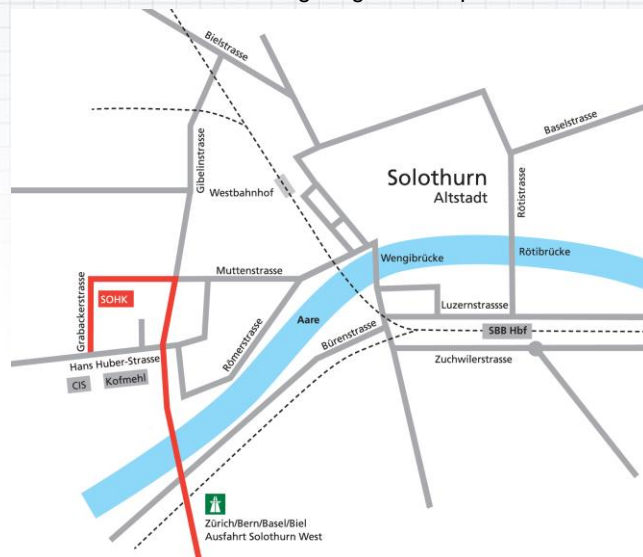 Bielstrasse
Baselstrasse
Gibelinstrasse
Westbahnhof
Solothurn
Altstadt
Rötistrasse
Wengibrücke
Rötibrücke
Muttenstrasse
Grabackerstrasse
SOHK
Luzernstrassse
Aare
SBB Hbf
Römerstrasse
Bürenstrasse
Zuchwilerstrasse
Hans Huber-Strasse
CIS
Kofmehl
Zürich/Bern/Basel/Biel
Ausfahrt Solothurn West